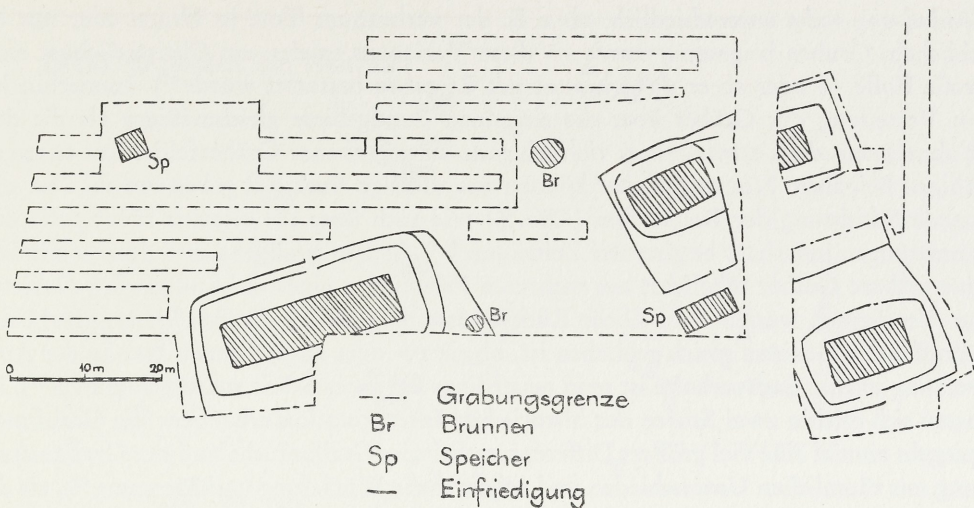 Sp
Br
Br
Sp
0 10m 20m
Grabungsgrenze
Br Brunnen
Sp Speicher
Einfriedigung